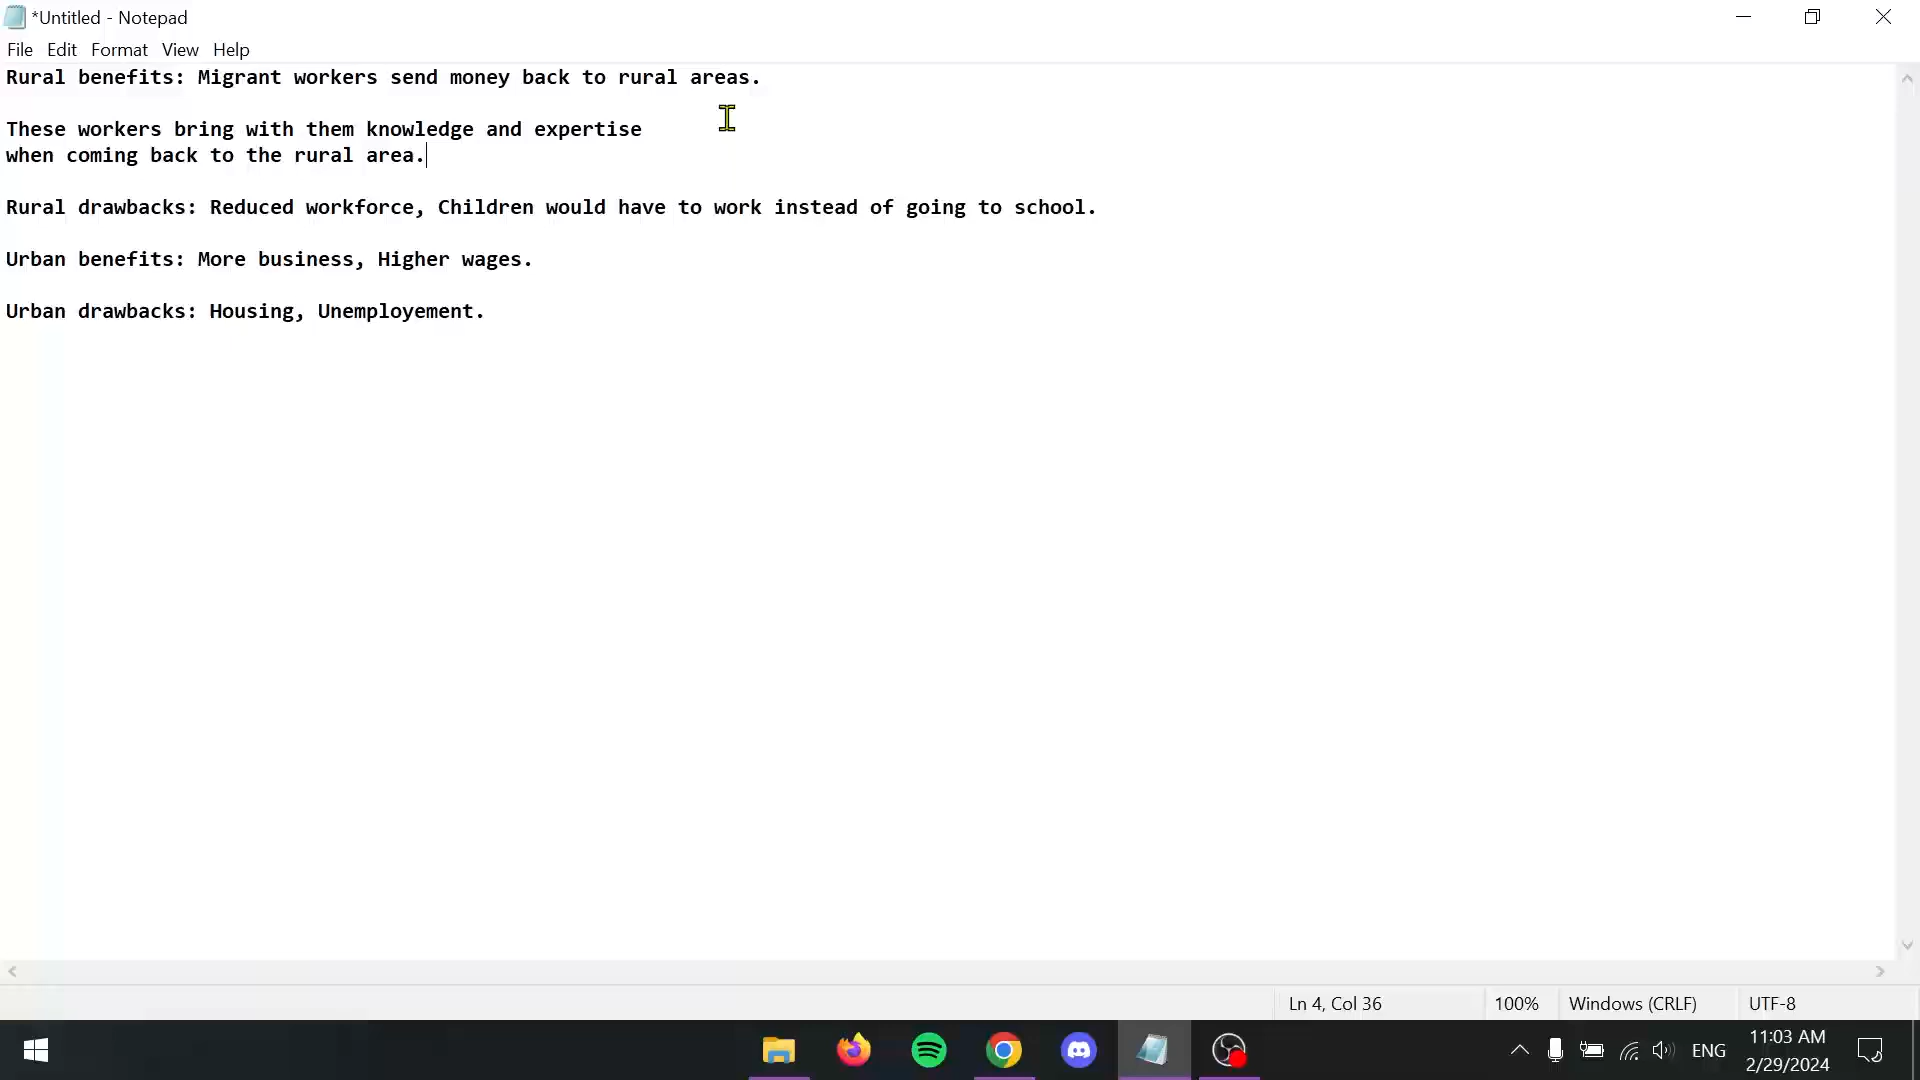 *Untitled - Notepad
File Edit Format View Help
Rural benefits: Migrant workers send money back to rural areas.
These workers bring with them knowledge and expertise
when coming back to the rural area.
Rural drawbacks: Reduced workforce, Children would have to work instead of going to school.
Urban benefits: More business, Higher wages.
Urban drawbacks: Housing, Unemployement.
Ln 4, Col 36 100% Windows (CRLF) UTF-8
ENG 11:03 AM
2/29/2024